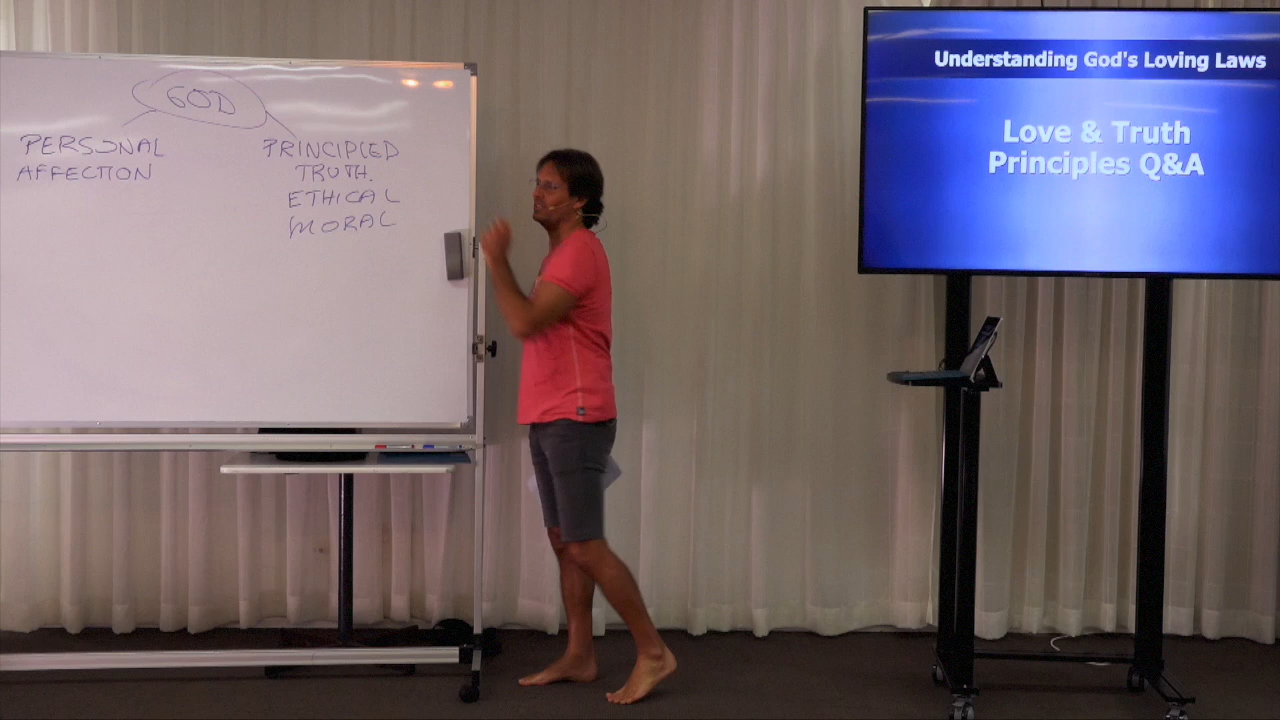 GOD
PERSONAL
AFFECTION
PRINCIPLED
TRUTH.
ETHICAL
MORAL
Understanding God's Loving Laws
Love & Truth
Principles Q&A